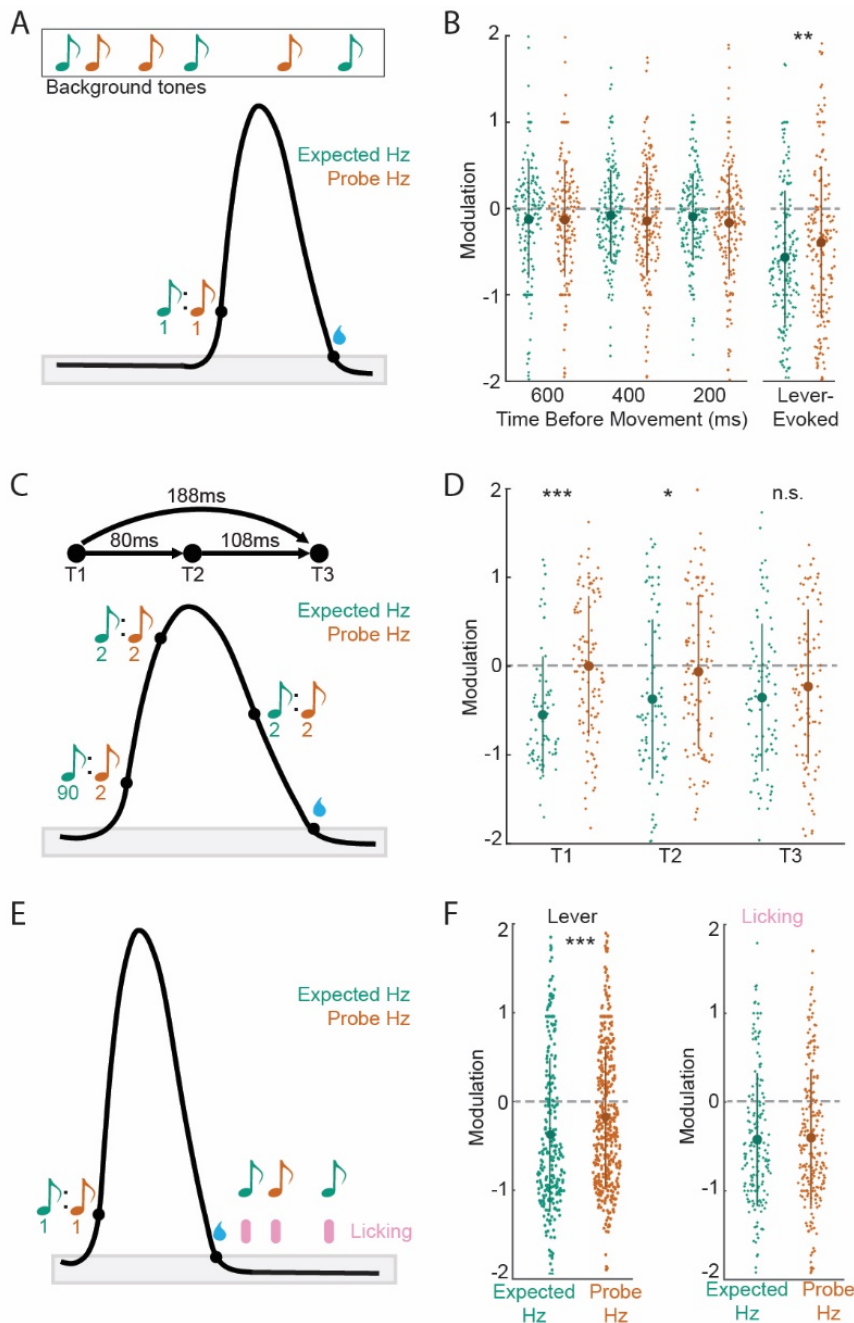 A
Background tones
Expected Hz
Probe Hz
1 : 1
B
Modulation
2
1
0
-1
-2
**
600 400 200
Time Before Movement (ms)
Lever-
Evoked
C
188ms
80ms 108ms
T1 T2 T3
Expected Hz
Probe Hz
2 : 2
2 : 2
90 : 2
D
Modulation
2
1
0
-1
-2
*** * n.s.
T1 T2 T3
E
Expected Hz
Probe Hz
1 : 1
Licking
F
Lever
***
Modulation
2
1
0
-1
-2
Expected Probe
Hz Hz
Licking
Modulation
2
1
0
-1
-2
Expected Probe
Hz Hz